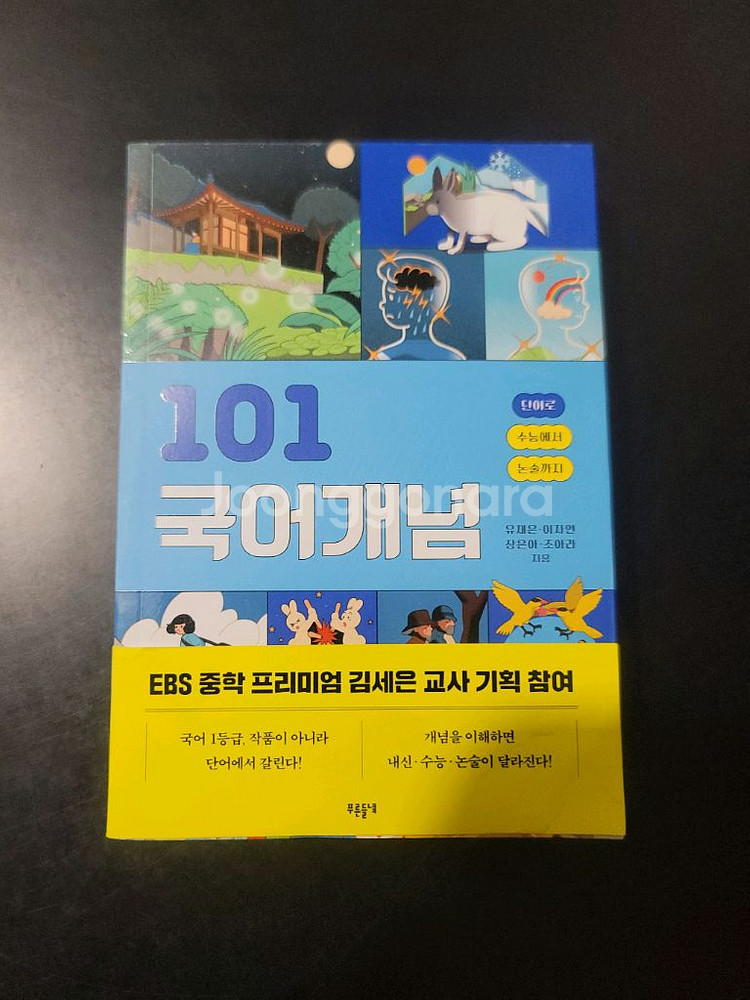 101
국어개념
단어로
수능에서
논술까지
유재은·이지연
장은아·조아라
지음
Joonggonara
EBS 중학 프리미엄 김세은 교사 기획 참여
국어 1등급, 작품이 아니라
단어에서 갈린다!
개념을 이해하면
내신·수능·논술이 달라진다!
푸른들녘